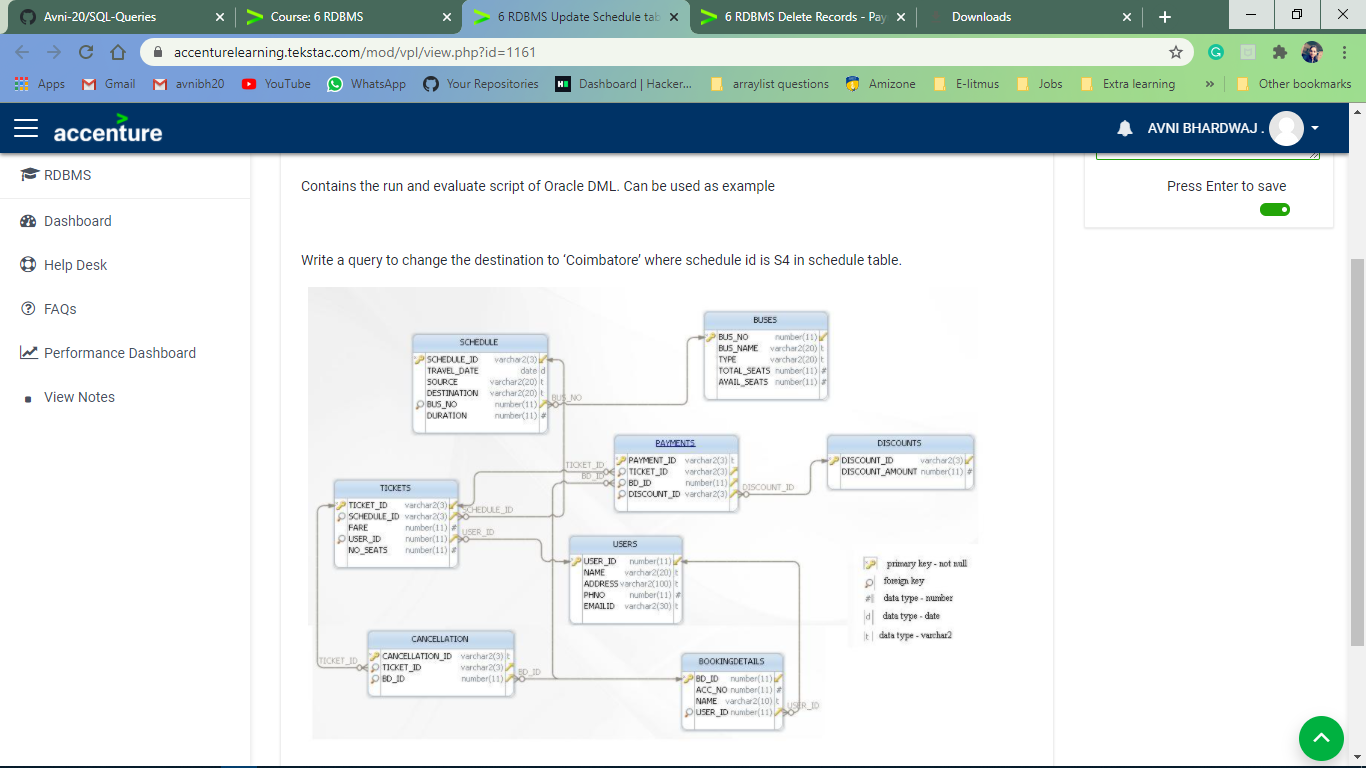 Avni-20/SQL-Queries
Course: 6 RDBMS
6 RDBMS Update Schedule tab
6 RDBMS Delete Records - Pay
Downloads
accenturelearning.tekstac.com/mod/vpl/view.php?id=1161
Apps
Gmail
avnibh20
YouTube
WhatsApp
Your Repositories
Dashboard | Hacker...
arraylist questions
Amizone
E-litmus
Jobs
Extra learning
»
Other bookmarks
accenture
AVNI BHARDWAJ .
RDBMS
Dashboard
Help Desk
FAQs
Performance Dashboard
View Notes
Contains the run and evaluate script of Oracle DML. Can be used as example
Press Enter to save
Write a query to change the destination to ‘Coimbatore’ where schedule id is S4 in schedule table.
SCHEDULE
SCHEDULE_ID varchar2(3)
TRAVEL_DATE date d
SOURCE varchar2(20) t
DESTINATION varchar2(20) t
BUS_NO number(11)
DURATION number(11) #
BUS_NO
BUSES
BUS_NO number(11)
BUS_NAME varchar2(20) t
TYPE varchar2(20) t
TOTAL_SEATS number(11) #
AVAIL_SEATS number(11) #
PAYMENTS
PAYMENT_ID varchar2(3) t
TICKET_ID varchar2(3)
BD_ID number(11)
DISCOUNT_ID varchar2(3)
TICKET_ID
BD_ID
DISCOUNT_ID
DISCOUNTS
DISCOUNT_ID varchar2(3)
DISCOUNT_AMOUNT number(11) #
TICKETS
TICKET_ID varchar2(3)
SCHEDULE_ID varchar2(3)
FARE number(11) #
USER_ID number(11)
NO_SEATS number(11) #
SCHEDULE_ID
USER_ID
USERS
USER_ID number(11)
NAME varchar2(20) t
ADDRESS varchar2(100) t
PHNO number(11) #
EMAILID varchar2(30) t
primary key - not null
foreign key
# data type - number
d data type - date
t data type - varchar2
CANCELLATION
CANCELLATION_ID varchar2(3) t
TICKET_ID varchar2(3)
BD_ID number(11)
TICKET_ID
BD_ID
BOOKINGDETAILS
BD_ID number(11)
ACC_NO number(11) #
NAME varchar2(10) t
USER_ID number(11)
USER_ID